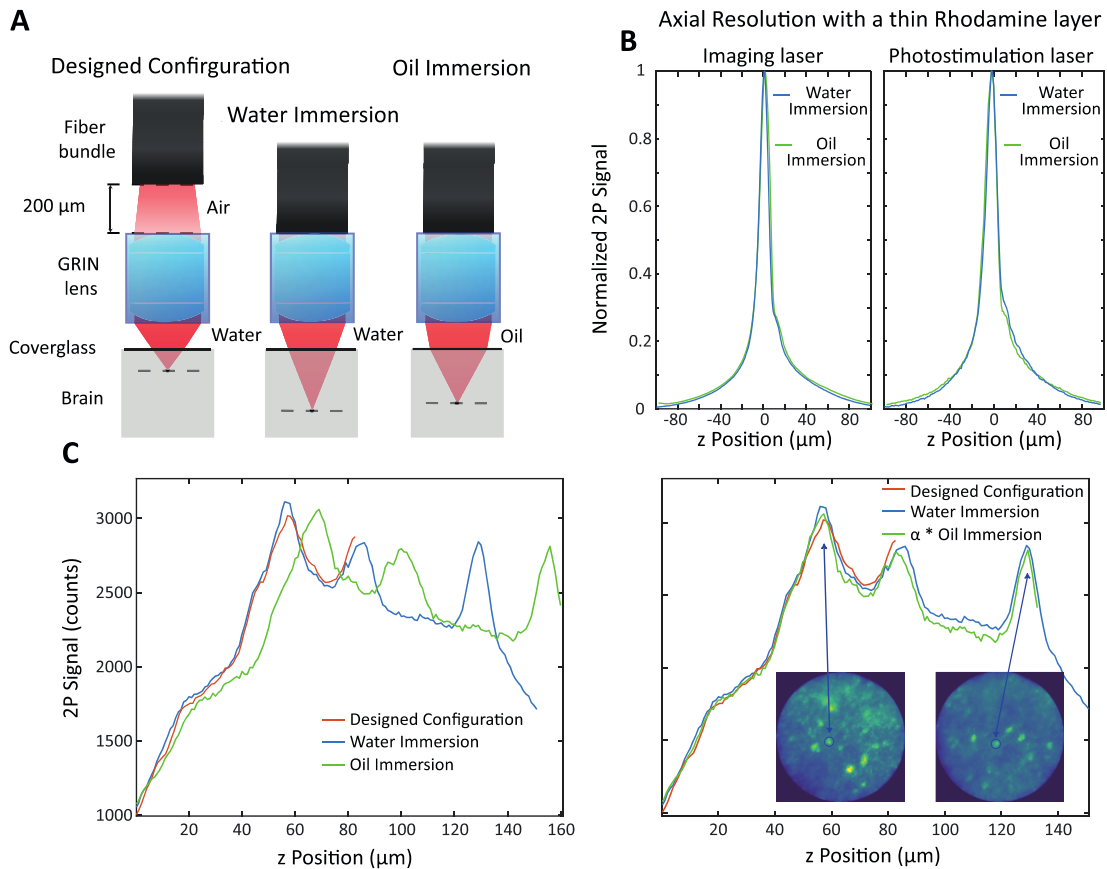 A
Designed Confirguration
Oil Immersion
Water Immersion
Fiber
bundle
200 µm
Air
GRIN
lens
Water
Water
Oil
Coverglass
Brain
Axial Resolution with a thin Rhodamine layer
B
Imaging laser
Photostimulation laser
Normalized 2P Signal
1
0.8
0.6
0.4
0.2
0
Water
Immersion
Oil
Immersion
Water
Immersion
Oil
Immersion
-80
-40
0
40
80
-80
-40
0
40
80
z Position (µm)
z Position (µm)
C
2P Signal (counts)
3000
2500
2000
1500
1000
Designed Configuration
Water Immersion
Oil Immersion
20
40
60
80
100
120
140
160
z Position (µm)
Designed Configuration
Water Immersion
α * Oil Immersion
20
40
60
80
100
120
140
z Position (µm)